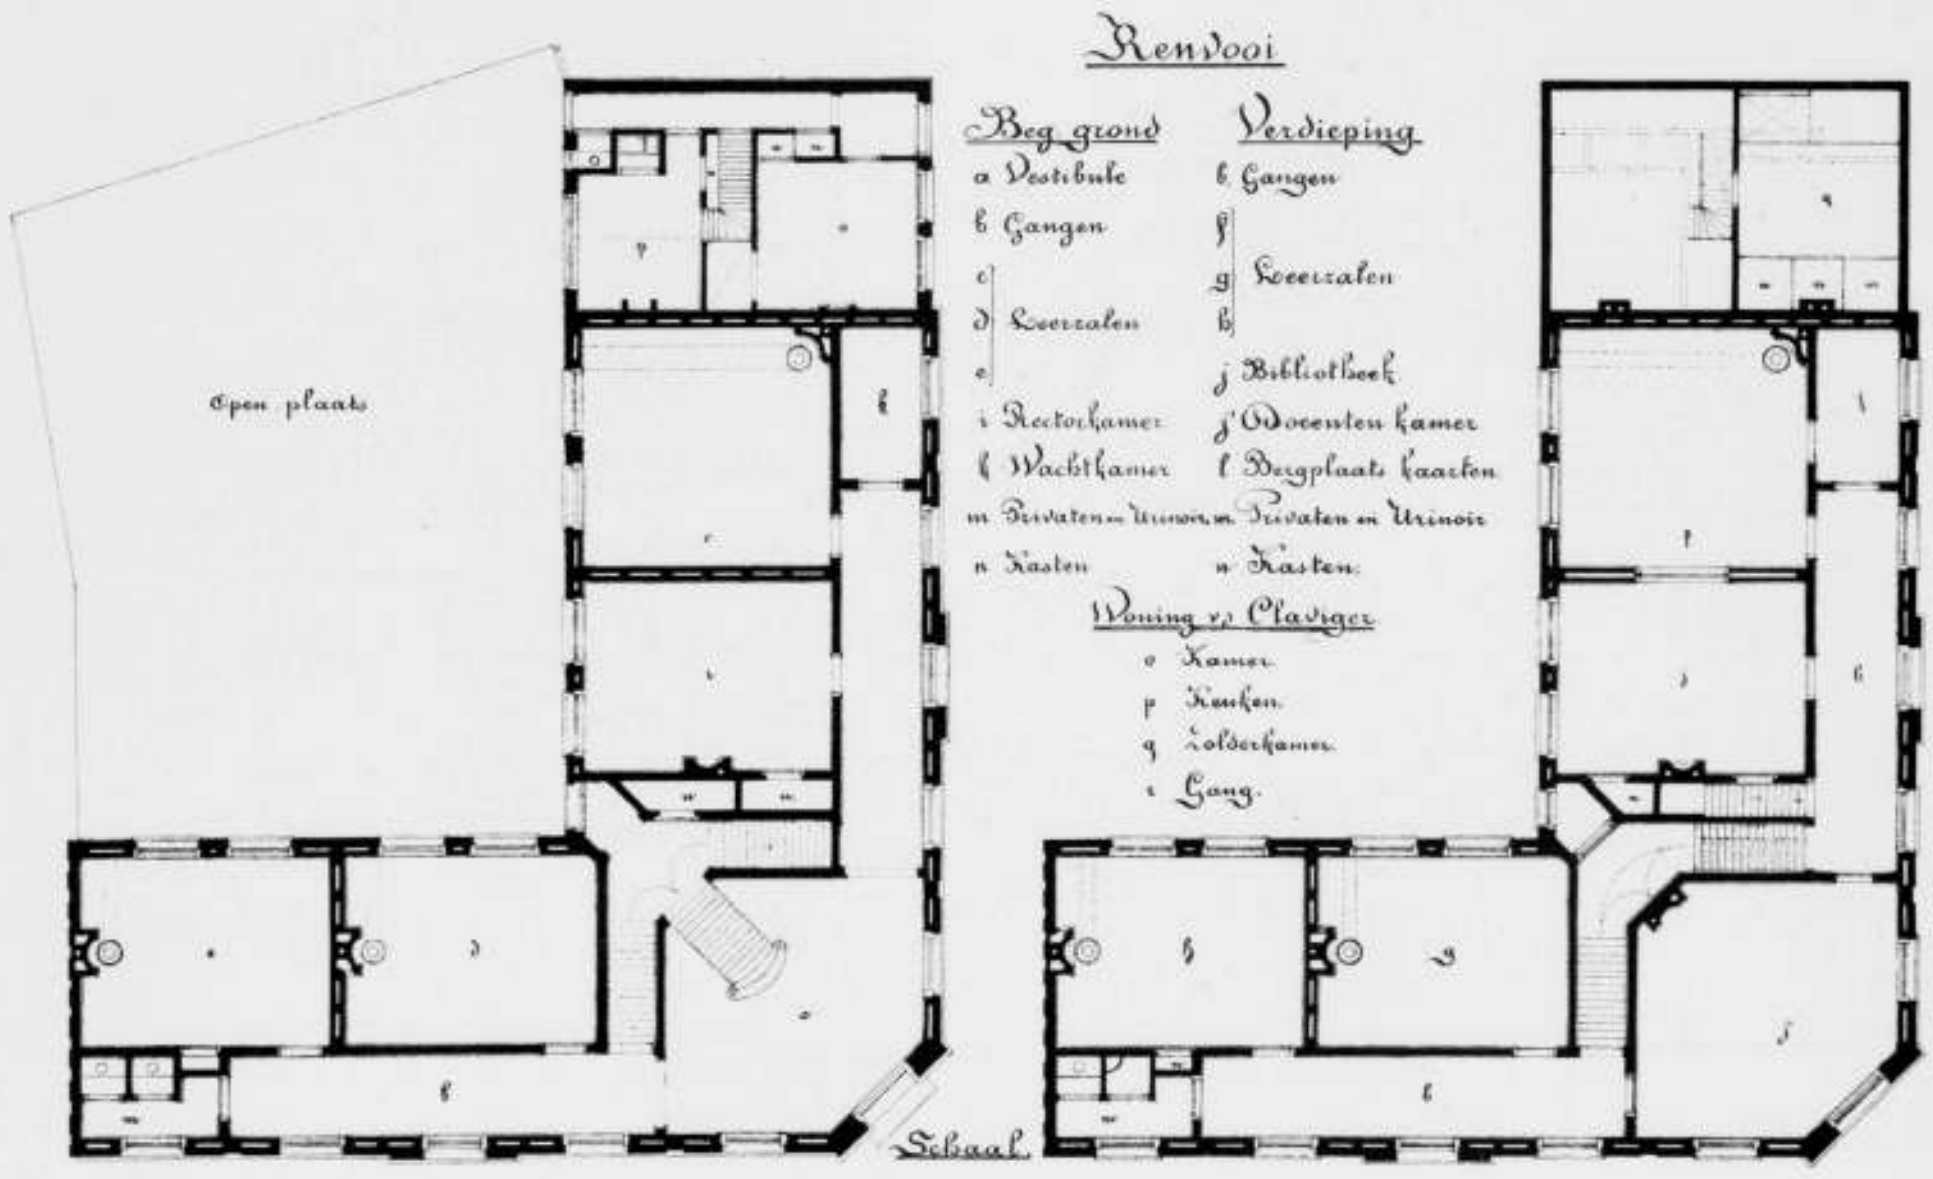 Renvooi
Beg grond
a Vestibule
b Gangen
c
d Leerzalen
e
i Rectorkamer
k Wachtkamer
m Privaten en Urinoir
n Kasten
Verdieping
b Gangen
f
g Leerzalen
h
j Bibliotheek
j' Docenten kamer
l Bergplaats kaarten
m Privaten en Urinoir
n Kasten.
Woning v/d Claviger
o Kamer
p Keuken.
q Zolderkamer.
r Gang.
Open plaats
p
o
k
c
i
e
d
a
b
m
Schaal.
q
l
f
b
h
g
b